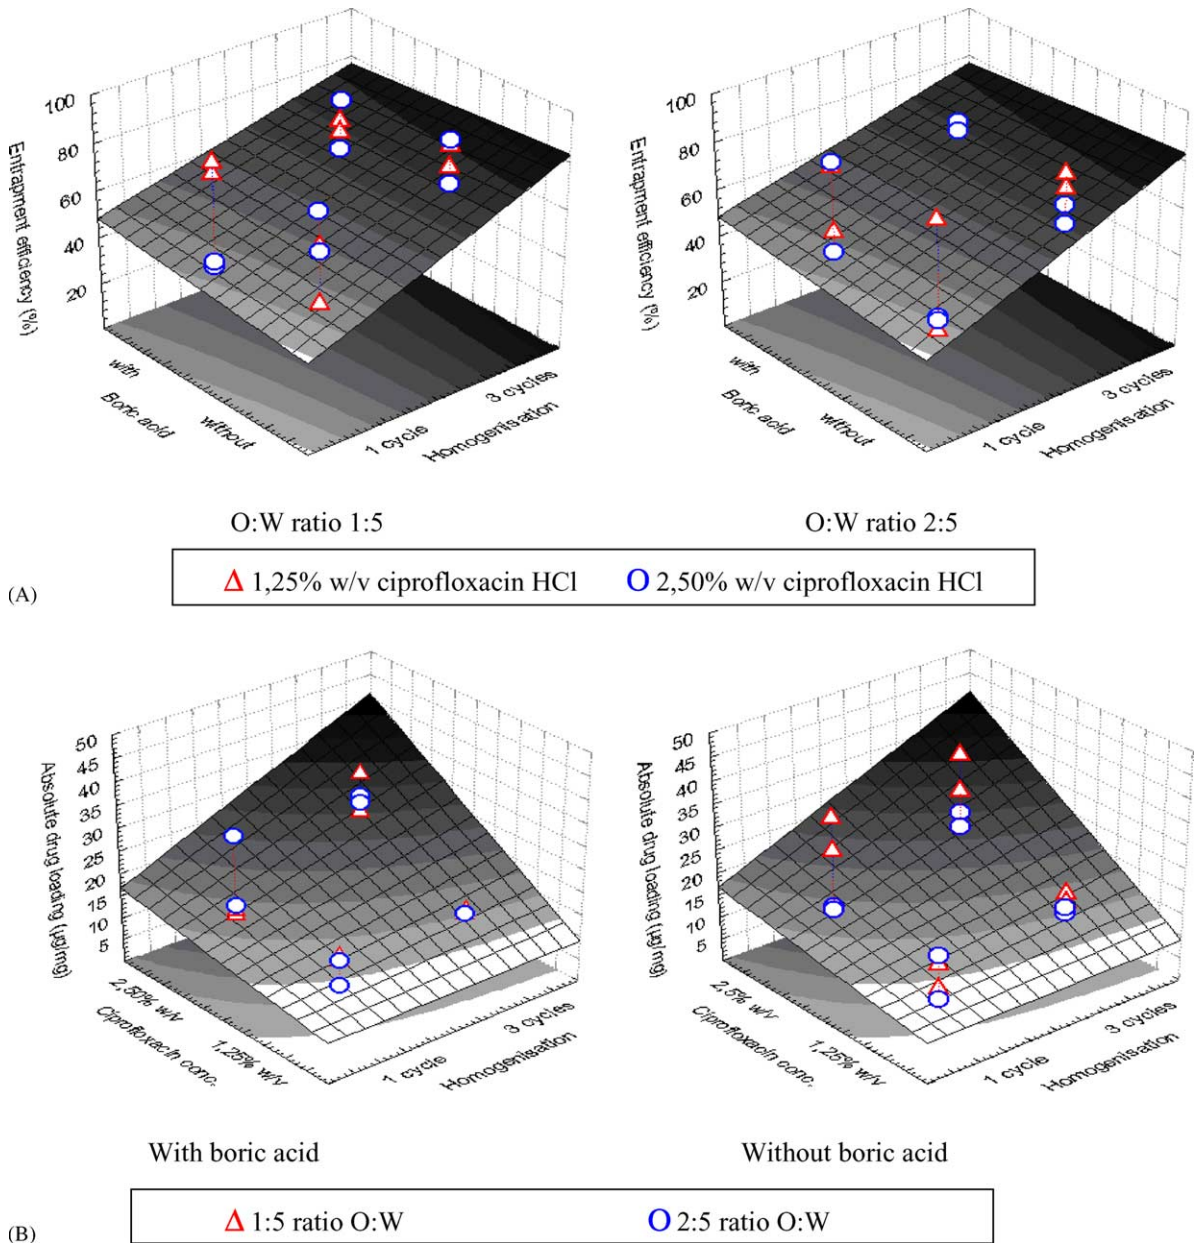 100
80
60
40
20
Entrapment efficiency (%)
with
Boric acid
without
1 cycle
3 cycles
Homogenisation
100
80
60
40
20
Entrapment efficiency (%)
with
Boric acid
without
1 cycle
3 cycles
Homogenisation
O:W ratio 1:5
O:W ratio 2:5
1,25% w/v ciprofloxacin HCl
2,50% w/v ciprofloxacin HCl
(A)
50
45
40
35
30
25
20
15
10
5
Absolute drug loading (µg/mg)
2,50% w/v
Ciprofloxacin conc.
1,25% w/v
1 cycle
3 cycles
Homogenisation
50
45
40
35
30
25
20
15
10
5
Absolute drug loading (µg/mg)
2,5% w/v
Ciprofloxacin conc.
1,25% w/v
1 cycle
3 cycles
Homogenisation
With boric acid
Without boric acid
1:5 ratio O:W
2:5 ratio O:W
(B)